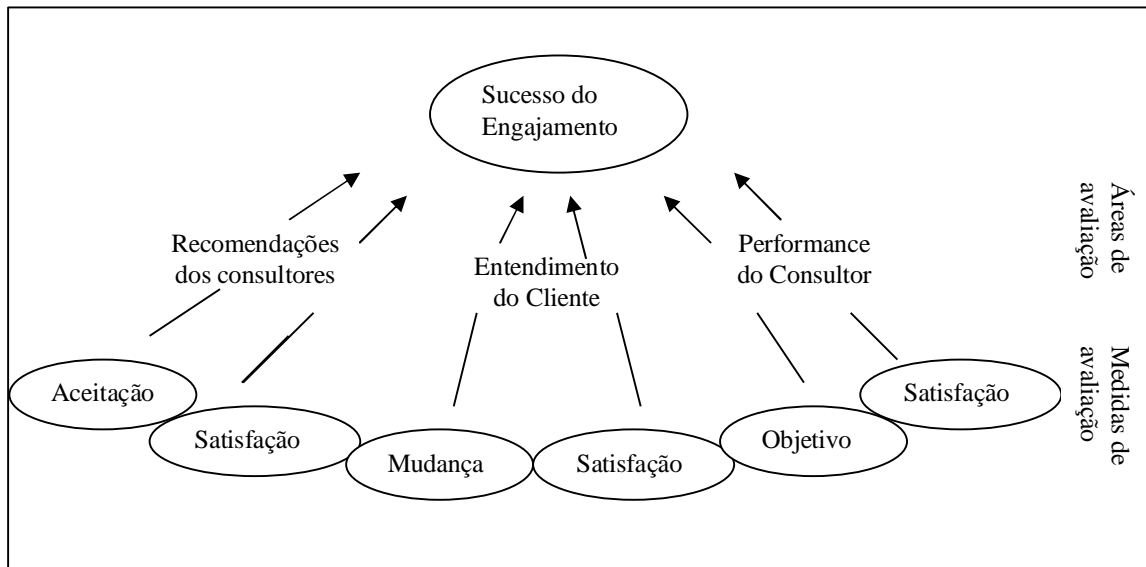 Sucesso do
Engajamento
Recomendações
dos consultores
Entendimento
do Cliente
Performance
do Consultor
Áreas de
avaliação
Aceitação
Satisfação
Mudança
Satisfação
Objetivo
Satisfação
Medidas de
avaliação